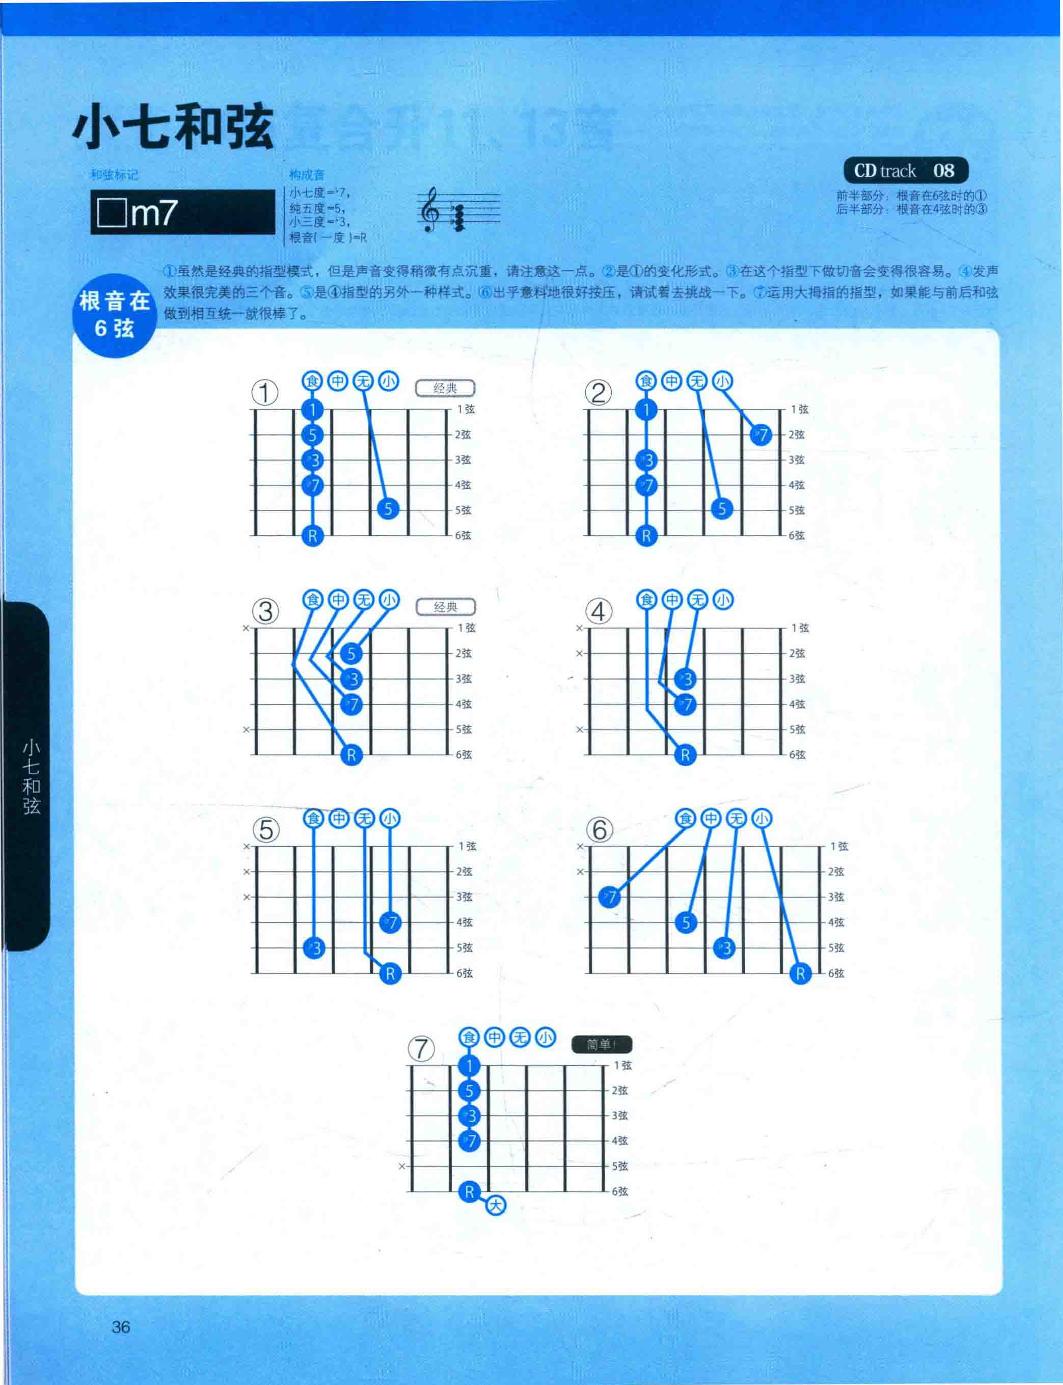 小七和弦
和弦标记
□m7
构成音
小七度=♭7,
纯五度=5,
小三度=♭3,
根音(一度)=R
CD track 08
前半部分：根音在6弦时的①
后半部分：根音在4弦时的③
根音在
6弦
①虽然是经典的指型模式，但是声音变得稍微有点沉重，请注意这一点。②是①的变化形式。③在这个指型下做切音会变得很容易。④发声
效果很完美的三个音。⑤是④指型的另外一种样式。⑥出乎意料地很好按压，请试着去挑战一下。⑦运用大拇指的指型，如果能与前后和弦
做到相互统一就很棒了。
① 食 中 无 小 经典
1 1弦
5 2弦
♭3 3弦
♭7 4弦
5 5弦
R 6弦
② 食 中 无 小
1 1弦
♭7 2弦
♭3 3弦
♭7 4弦
5 5弦
R 6弦
③ 食 中 无 小 经典
× 1弦
5 2弦
♭3 3弦
♭7 4弦
× 5弦
R 6弦
④ 食 中 无 小
× 1弦
× 2弦
♭3 3弦
♭7 4弦
× 5弦
R 6弦
⑤ 食 中 无 小
× 1弦
× 2弦
× 3弦
♭7 4弦
♭3 5弦
R 6弦
⑥ 食 中 无 小
× 1弦
× 2弦
♭7 3弦
5 4弦
♭3 5弦
R 6弦
⑦ 食 中 无 小 简单!
1 1弦
5 2弦
♭3 3弦
♭7 4弦
× 5弦
R 6弦
大
小七和弦
36